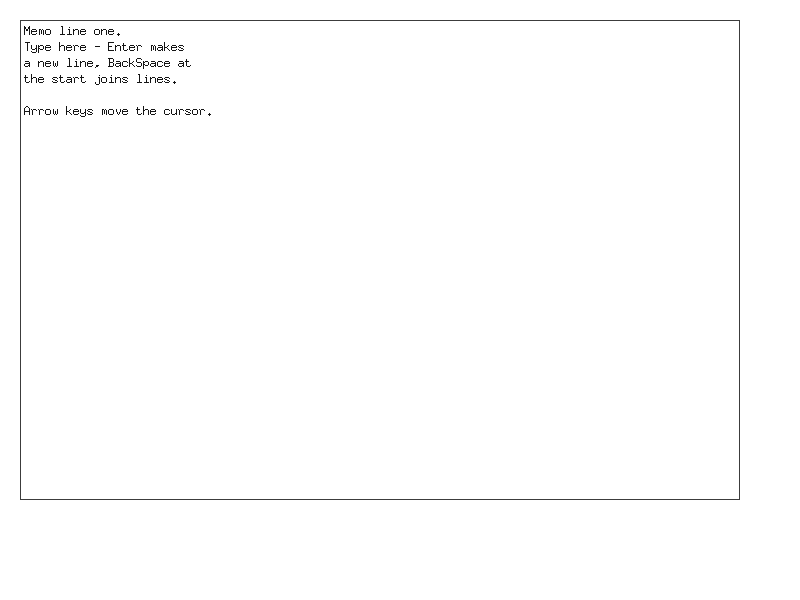 Memo line one.
Type here - Enter makes
a new line, BackSpace at
the start joins lines.

Arrow keys move the cursor.